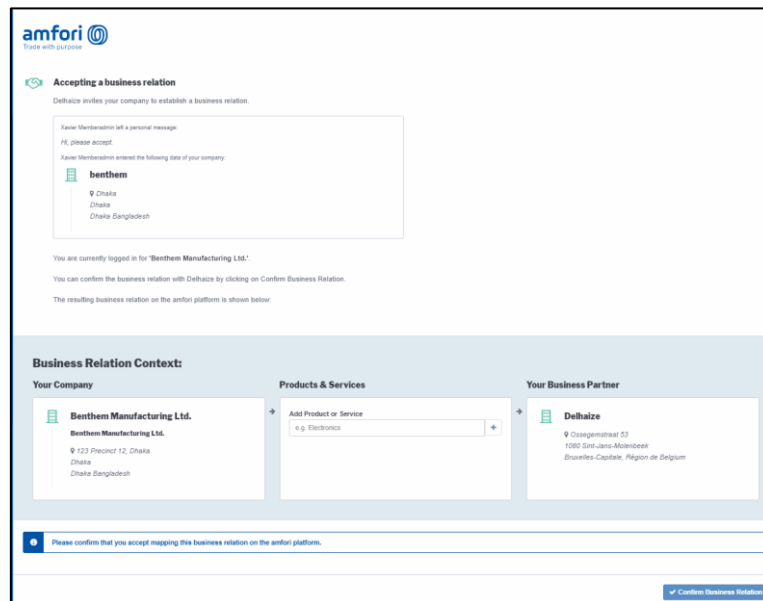 amfori
Trade with purpose
Accepting a business relation
Delhaize invites your company to establish a business relation.
Xavier Memberadmin left a personal message:
Hi, please accept.
Xavier Memberadmin entered the following data of your company:
benthem
Dhaka
Dhaka
Dhaka Bangladesh
You are currently logged in for 'Benthem Manufacturing Ltd.'.
You can confirm the business relation with Delhaize by clicking on Confirm Business Relation.
The resulting business relation on the amfori platform is shown below:
Business Relation Context:
Your Company
Benthem Manufacturing Ltd.
Benthem Manufacturing Ltd.
123 Precinct 12, Dhaka
Dhaka
Dhaka Bangladesh
Products & Services
Add Product or Service
e.g. Electronics
+
Your Business Partner
Delhaize
Ossegemstraat 53
1080 Sint-Jans-Molenbeek
Bruxelles-Capitale, Région de Belgium
Please confirm that you accept mapping this business relation on the amfori platform.
Confirm Business Relation